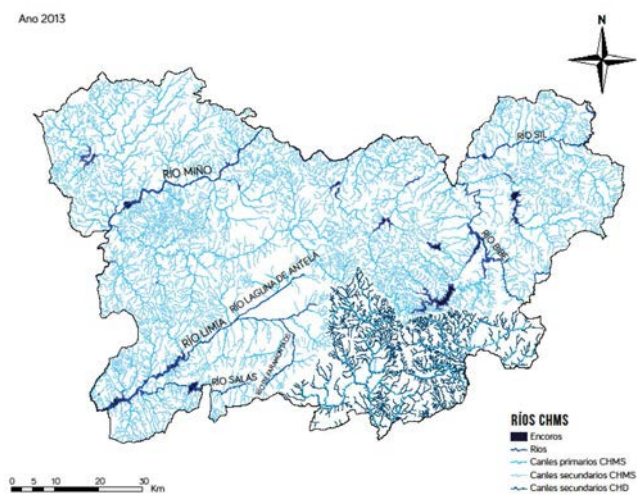 Ano 2013
N
RÍO SIL
RÍO MIÑO
RÍO BIBEI
RÍO LAGUNA DE ANTELA
RÍO LIMIA
RÍO SALAS
RÍOS CHMS
Encoros
Ríos
Canles primarios CHMS
Canles secundarios CHMS
Canles secundarios CHD
0 5 10 20 30
Km